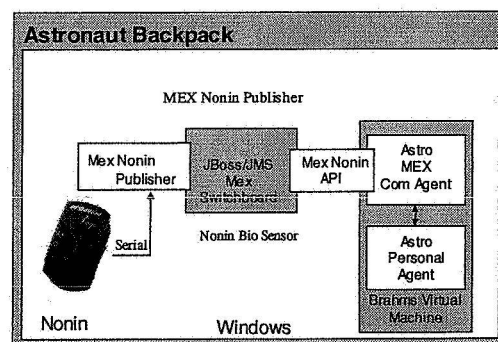 Astronaut Backpack
MEX Nonin Publisher
Mex Nonin
Publisher
JBoss/JMS
Mex
Switchboard
Mex Nonin
API
Astro
MEX
Com Agent
Serial
Nonin Bio Sensor
Astro
Personal
Agent
Brahms Virtual
Machine
Nonin
Windows